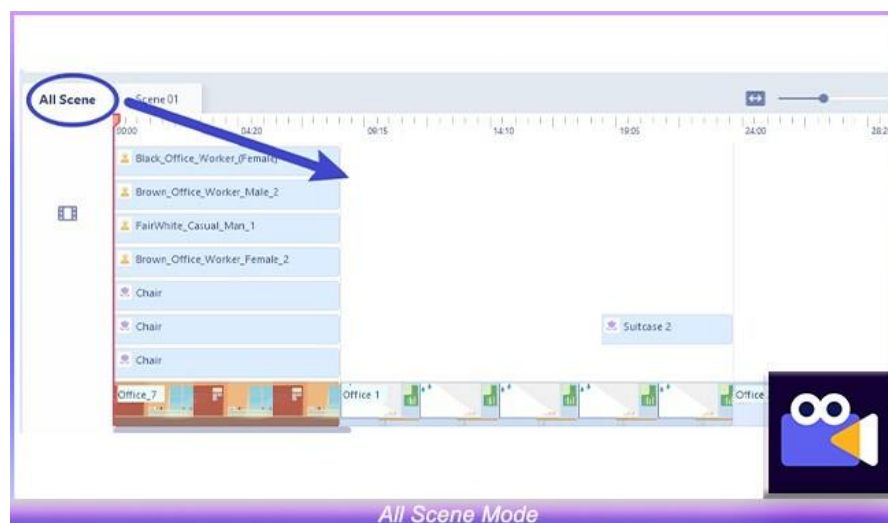 All Scene
Scene 01
00:00 04:20 09:15 14:10 19:05 24:00
Black_Office_Worker_(Female)
Brown_Office_Worker_Male_2
FairWhite_Casual_Man_1
Brown_Office_Worker_Female_2
Chair
Chair
Suitcase 2
Chair
Office_7
Office 1
Office
All Scene Mode